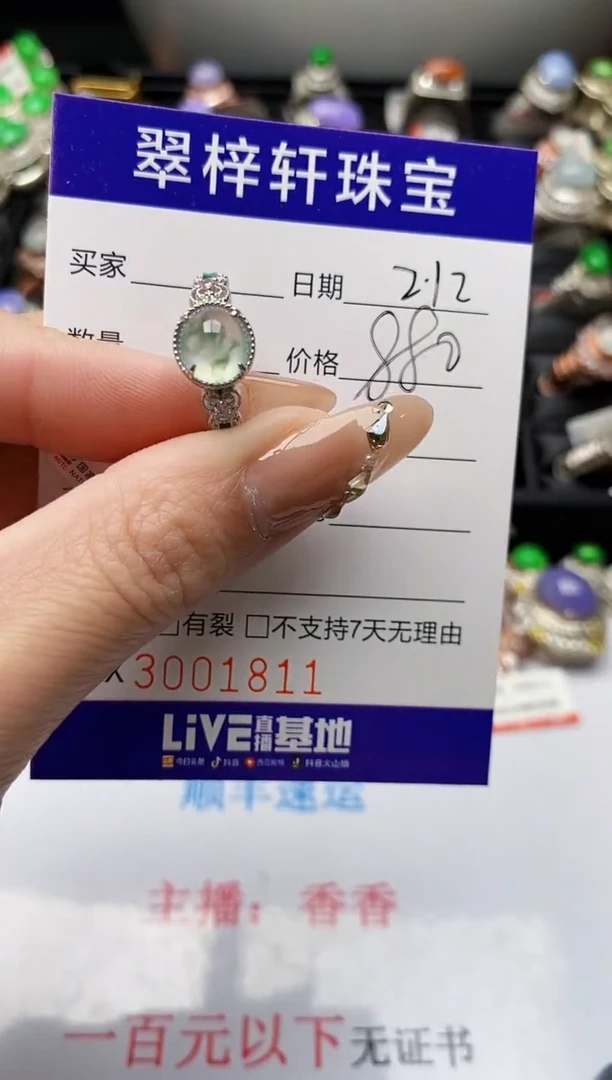 翠梓轩珠宝
买家 日期 2.12
数量 价格 880
有裂 不支持7天无理由
X 3001811
LiVE直播基地
今日头条 抖音 西瓜视频 抖音火山版
顺丰速运
主播：香香
一百元以下无证书